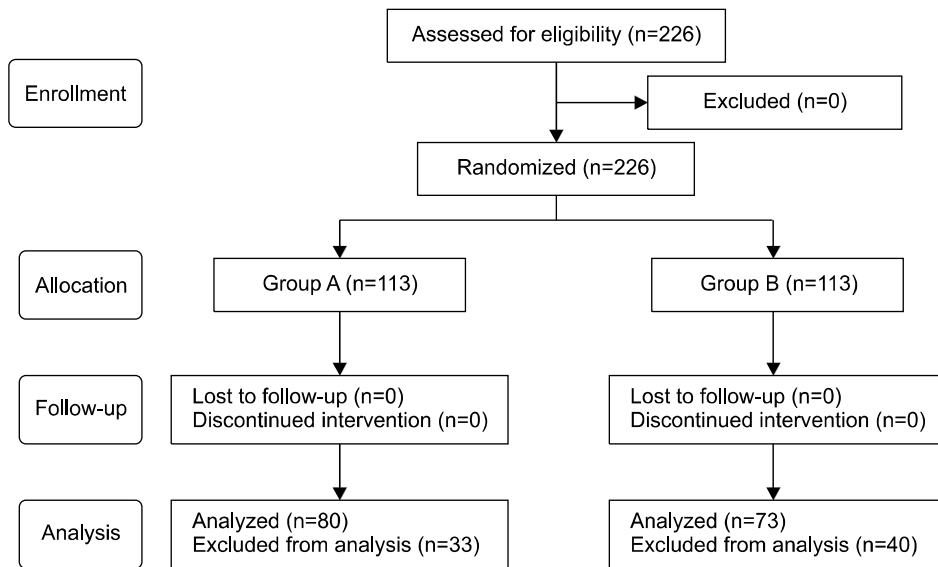 Assessed for eligibility (n=226)
Enrollment
Excluded (n=0)
Randomized (n=226)
Allocation
Group A (n=113)
Group B (n=113)
Follow-up
Lost to follow-up (n=0)
Discontinued intervention (n=0)
Lost to follow-up (n=0)
Discontinued intervention (n=0)
Analysis
Analyzed (n=80)
Excluded from analysis (n=33)
Analyzed (n=73)
Excluded from analysis (n=40)